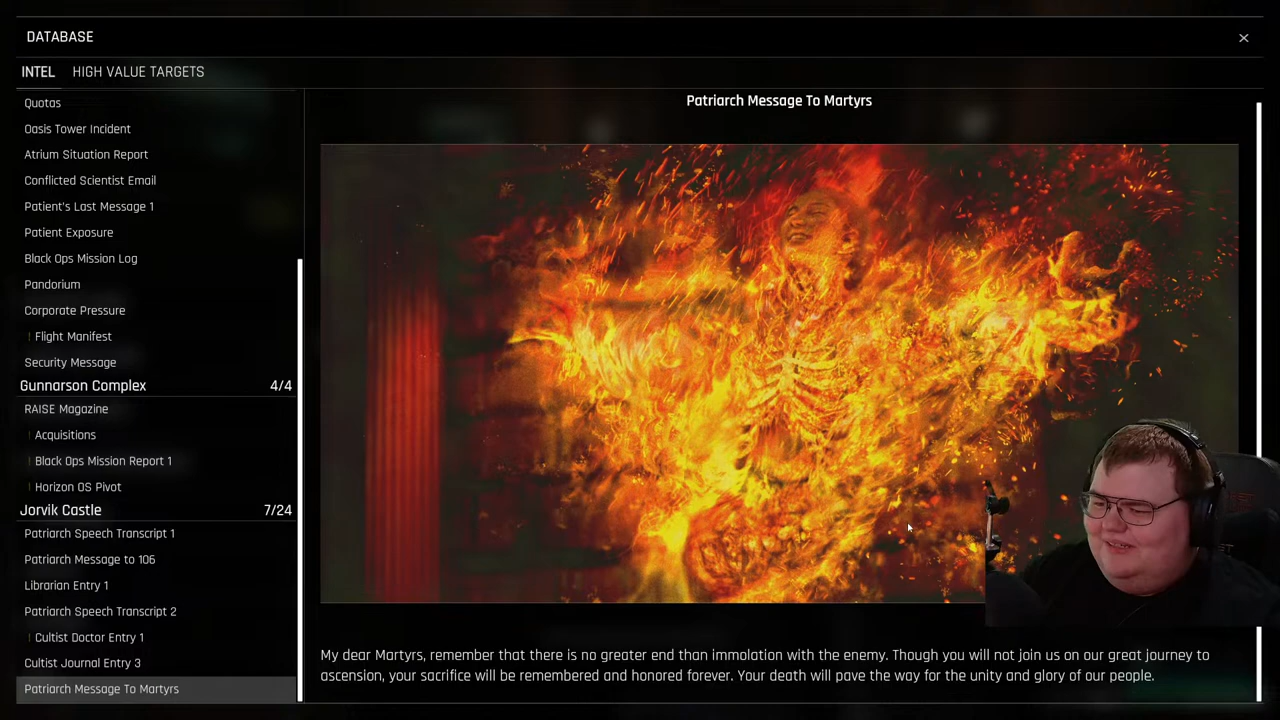 DATABASE
INTEL
HIGH VALUE TARGETS
Quotas
Oasis Tower Incident
Atrium Situation Report
Conflicted Scientist Email
Patient's Last Message 1
Patient Exposure
Black Ops Mission Log
Pandorium
Corporate Pressure
! Flight Manifest
Security Message
Gunnarson Complex 4/4
RAISE Magazine
! Acquisitions
! Black Ops Mission Report 1
! Horizon OS Pivot
Jorvik Castle 7/24
Patriarch Speech Transcript 1
Patriarch Message to 106
Librarian Entry 1
Patriarch Speech Transcript 2
! Cultist Doctor Entry 1
Cultist Journal Entry 3
Patriarch Message To Martyrs
Patriarch Message To Martyrs
My dear Martyrs, remember that there is no greater end than immolation with the enemy. Though you will not join us on our great journey to
ascension, your sacrifice will be remembered and honored forever. Your death will pave the way for the unity and glory of our people.